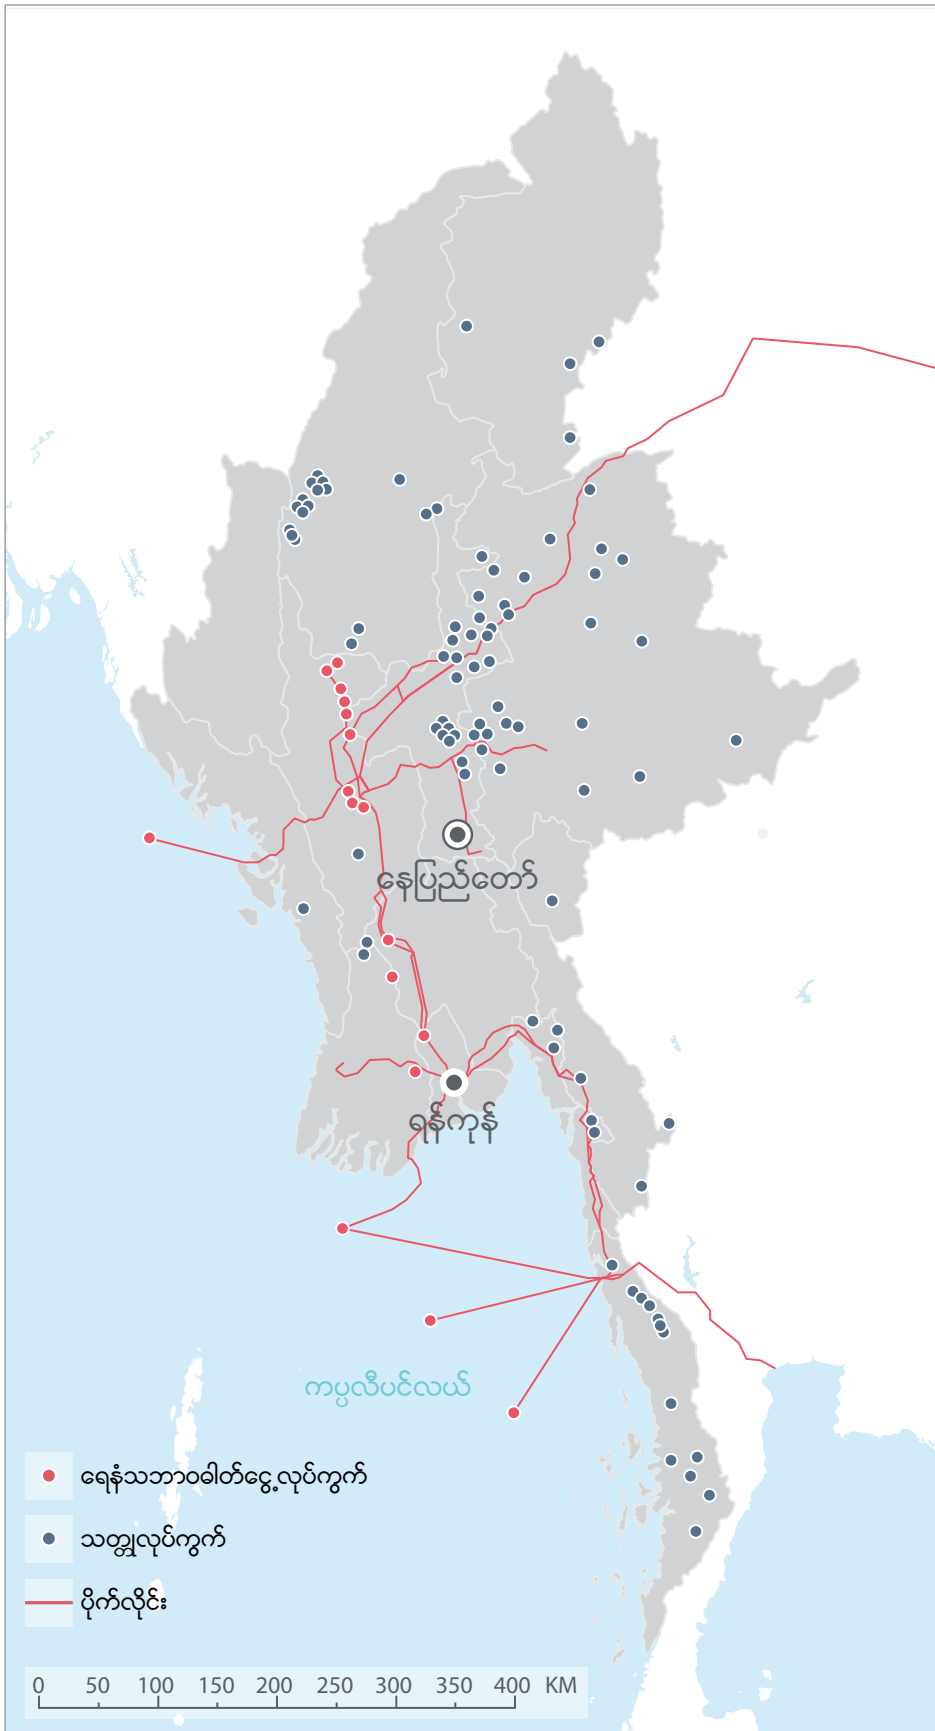 နေပြည်တော်
ရန်ကုန်
ကပ္ပလီပင်လယ်
ရေနံသဘာဝဓါတ်ငွေ့လုပ်ကွက်
သတ္တုလုပ်ကွက်
ပိုက်လိုင်း
0 50 100 150 200 250 300 350 400 KM